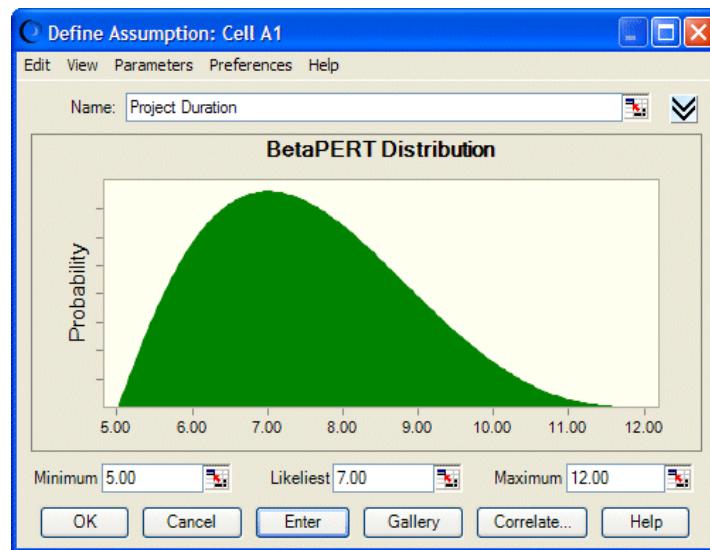 Define Assumption: Cell A1
Edit View Parameters Preferences Help
Name: Project Duration
BetaPERT Distribution
Probability
5.00 6.00 7.00 8.00 9.00 10.00 11.00 12.00
Minimum 5.00 Likeliest 7.00 Maximum 12.00
OK Cancel Enter Gallery Correlate... Help